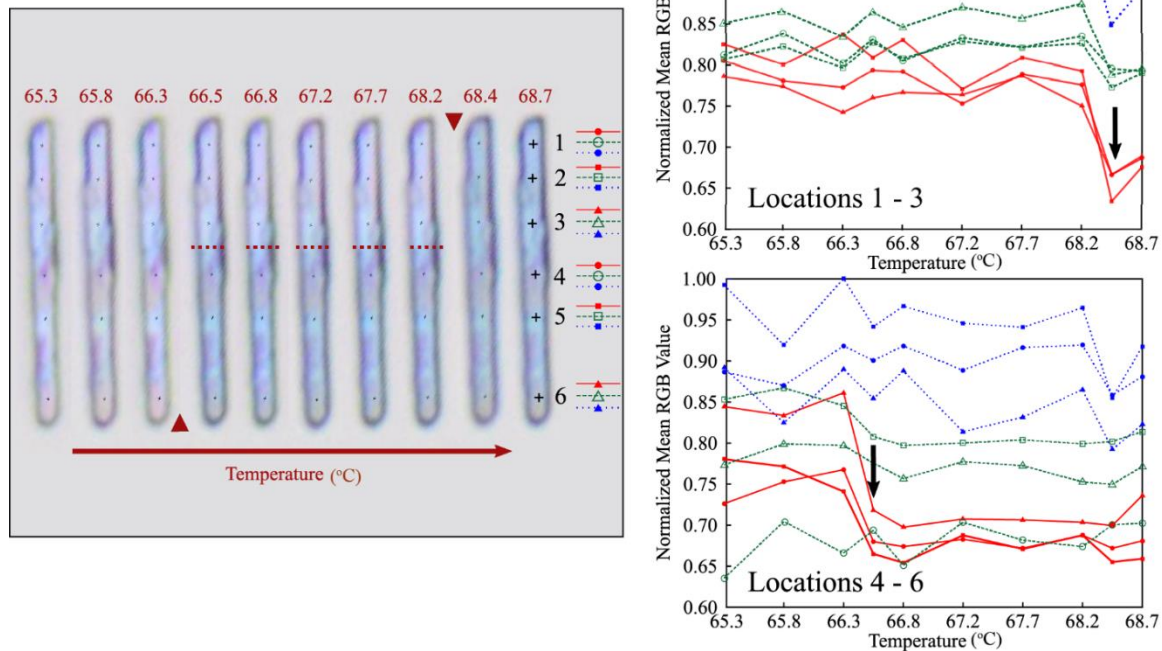 65.3 65.8 66.3 66.5 66.8 67.2 67.7 68.2 68.4 68.7
1
2
3
4
5
6
Temperature (°C)
Normalized Mean RGB
0.85
0.80
0.75
0.70
0.65
0.60
Locations 1 - 3
65.3 65.8 66.3 66.8 67.2 67.7 68.2 68.7
Temperature (°C)
Normalized Mean RGB Value
1.00
0.95
0.90
0.85
0.80
0.75
0.70
0.65
0.60
Locations 4 - 6
65.3 65.8 66.3 66.8 67.2 67.7 68.2 68.7
Temperature (°C)